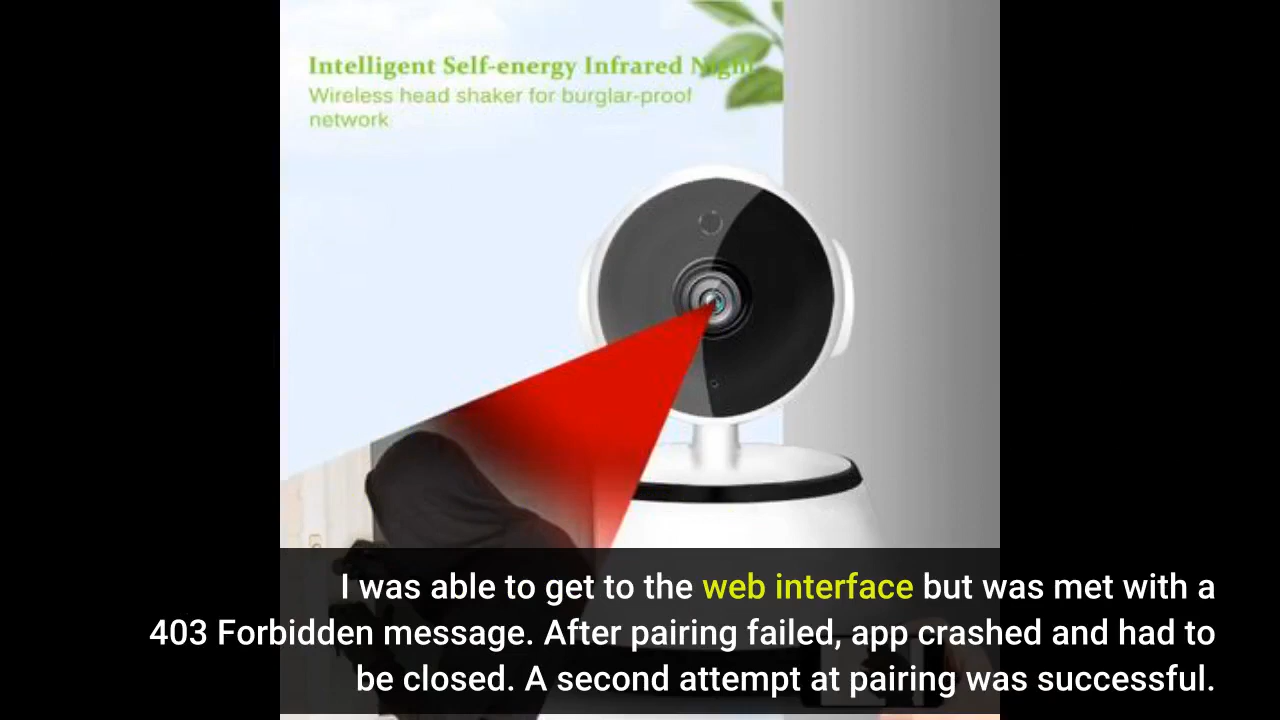 Intelligent Self-energy Infrared Night
Wireless head shaker for burglar-proof
network
I was able to get to the web interface but was met with a
403 Forbidden message. After pairing failed, app crashed and had to
be closed. A second attempt at pairing was successful.